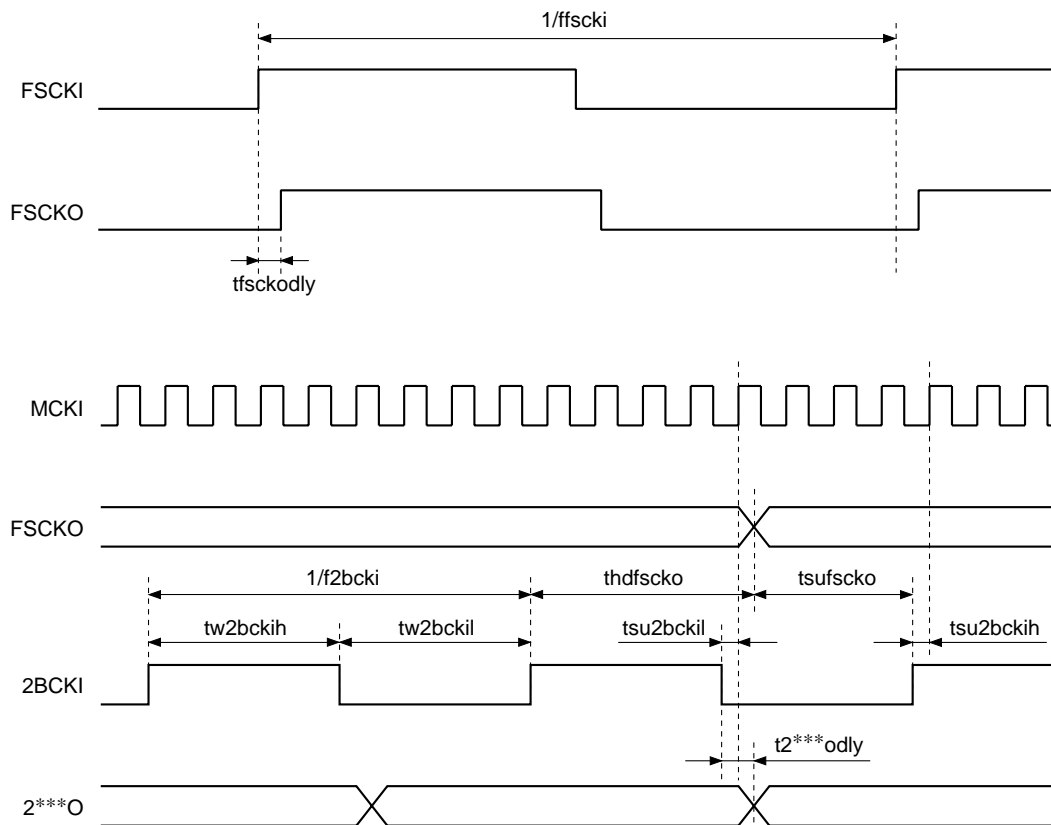 1/ffscki
FSCKI
FSCKO
tfsckodly
MCKI
FSCKO
1/f2bcki
thdfscko
tsufscko
tw2bckih
tw2bckil
tsu2bckil
tsu2bckih
2BCKI
t2***odly
2***O